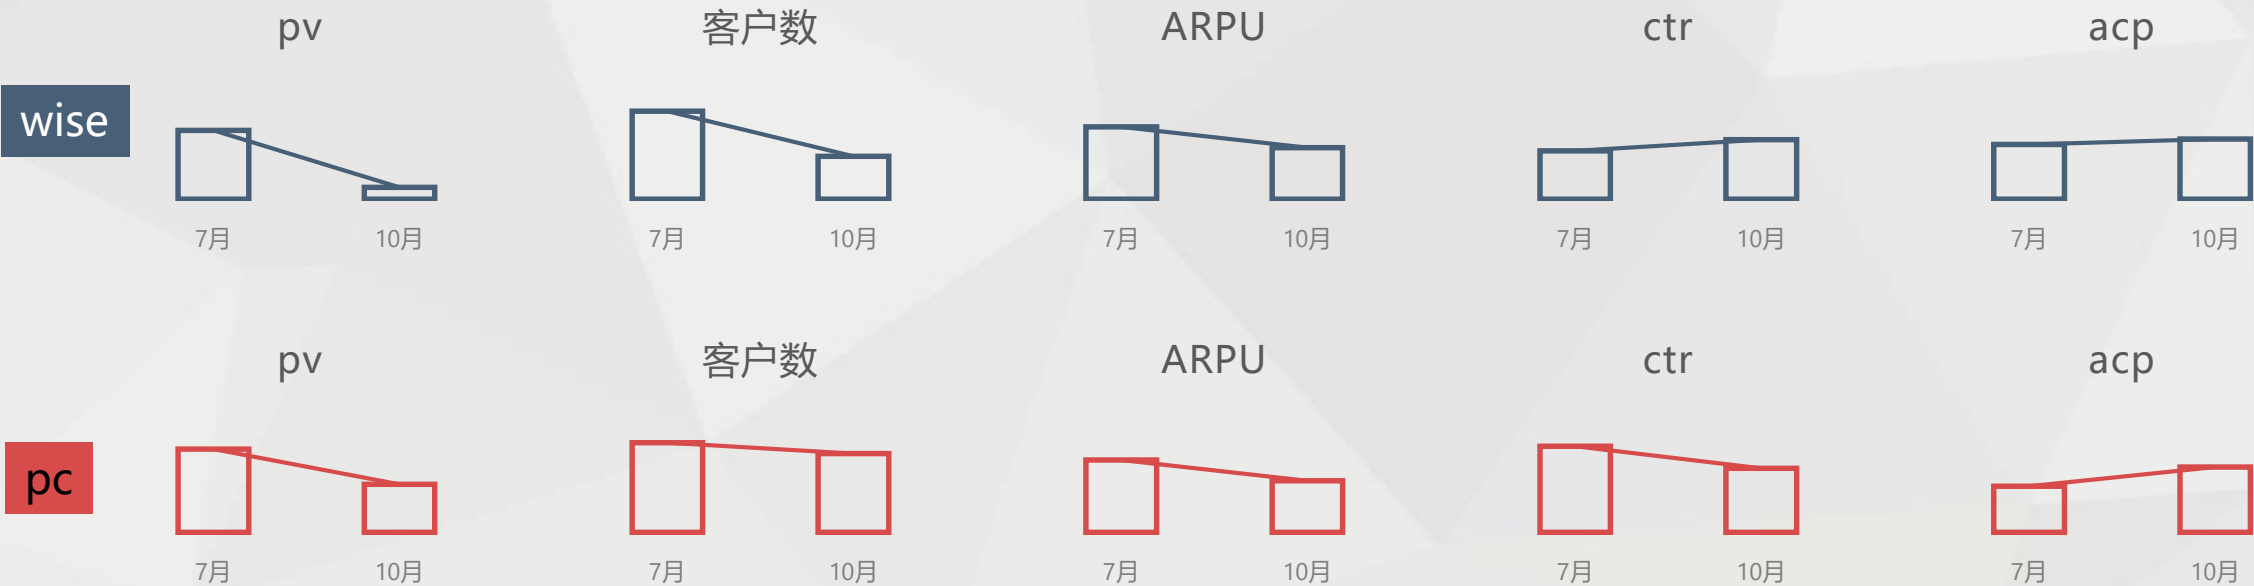 pv 客户数 ARPU ctr acp
wise
7月 10月 7月 10月 7月 10月 7月 10月 7月 10月
pv 客户数 ARPU ctr acp
pc
7月 10月 7月 10月 7月 10月 7月 10月 7月 10月